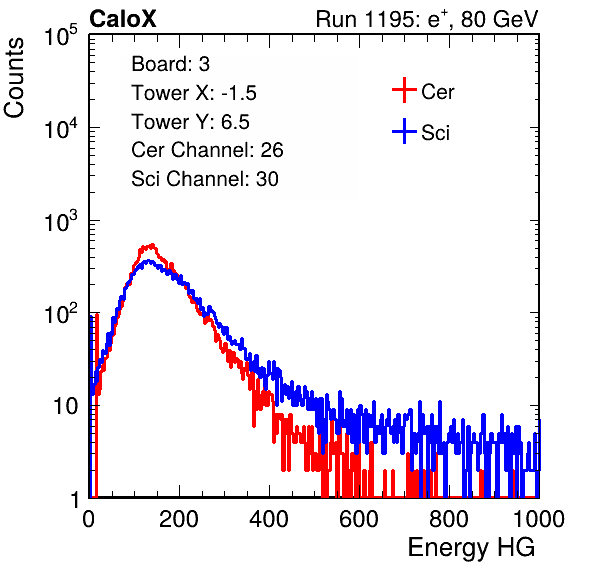 CaloX Run 1195: e⁺, 80 GeV
Counts
Board: 3
Tower X: -1.5
Tower Y: 6.5
Cer Channel: 26
Sci Channel: 30
Cer
Sci
10⁵
10⁴
10³
10²
10
1
0 200 400 600 800 1000
Energy HG